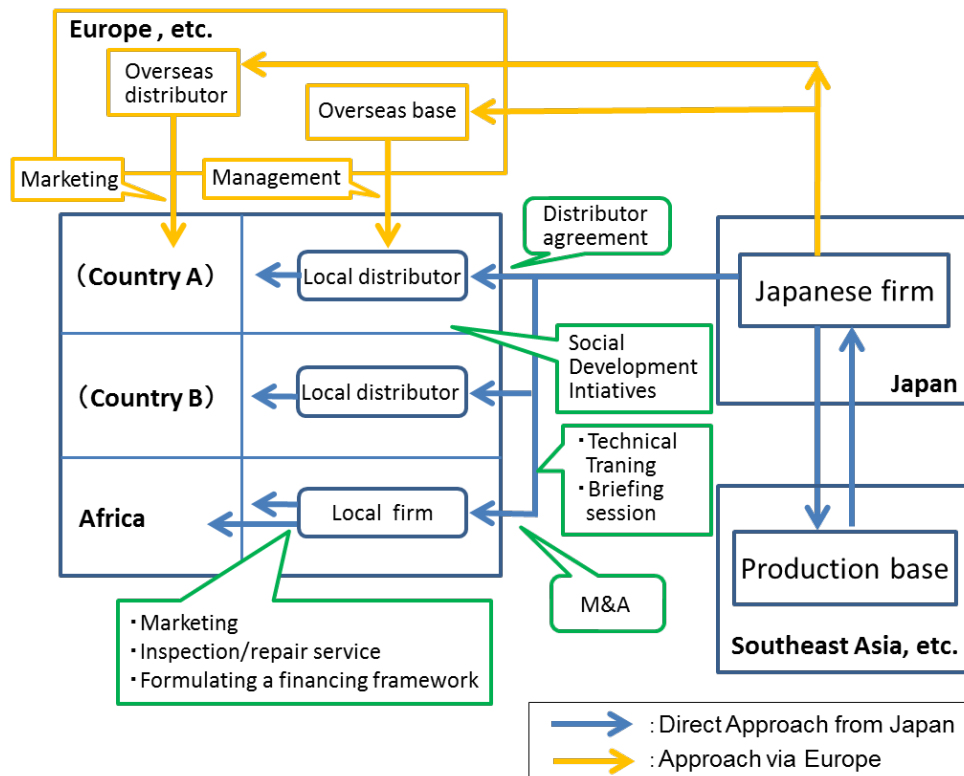 Europe , etc.
Overseas
distributor
Overseas base
Marketing
Management
Distributor
agreement
（Country A）
Local distributor
Japanese firm
Social
Development
Intiatives
Japan
（Country B）
Local distributor
・Technical
Traning
・Briefing
session
Africa
Local firm
Production base
M&A
・Marketing
・Inspection/repair service
・Formulating a financing framework
Southeast Asia, etc.
: Direct Approach from Japan
: Approach via Europe